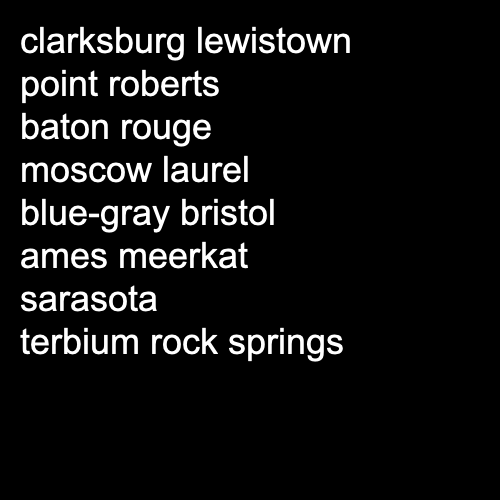 clarksburg lewistown
point roberts
baton rouge
moscow laurel
blue-gray bristol
ames meerkat
sarasota
terbium rock springs